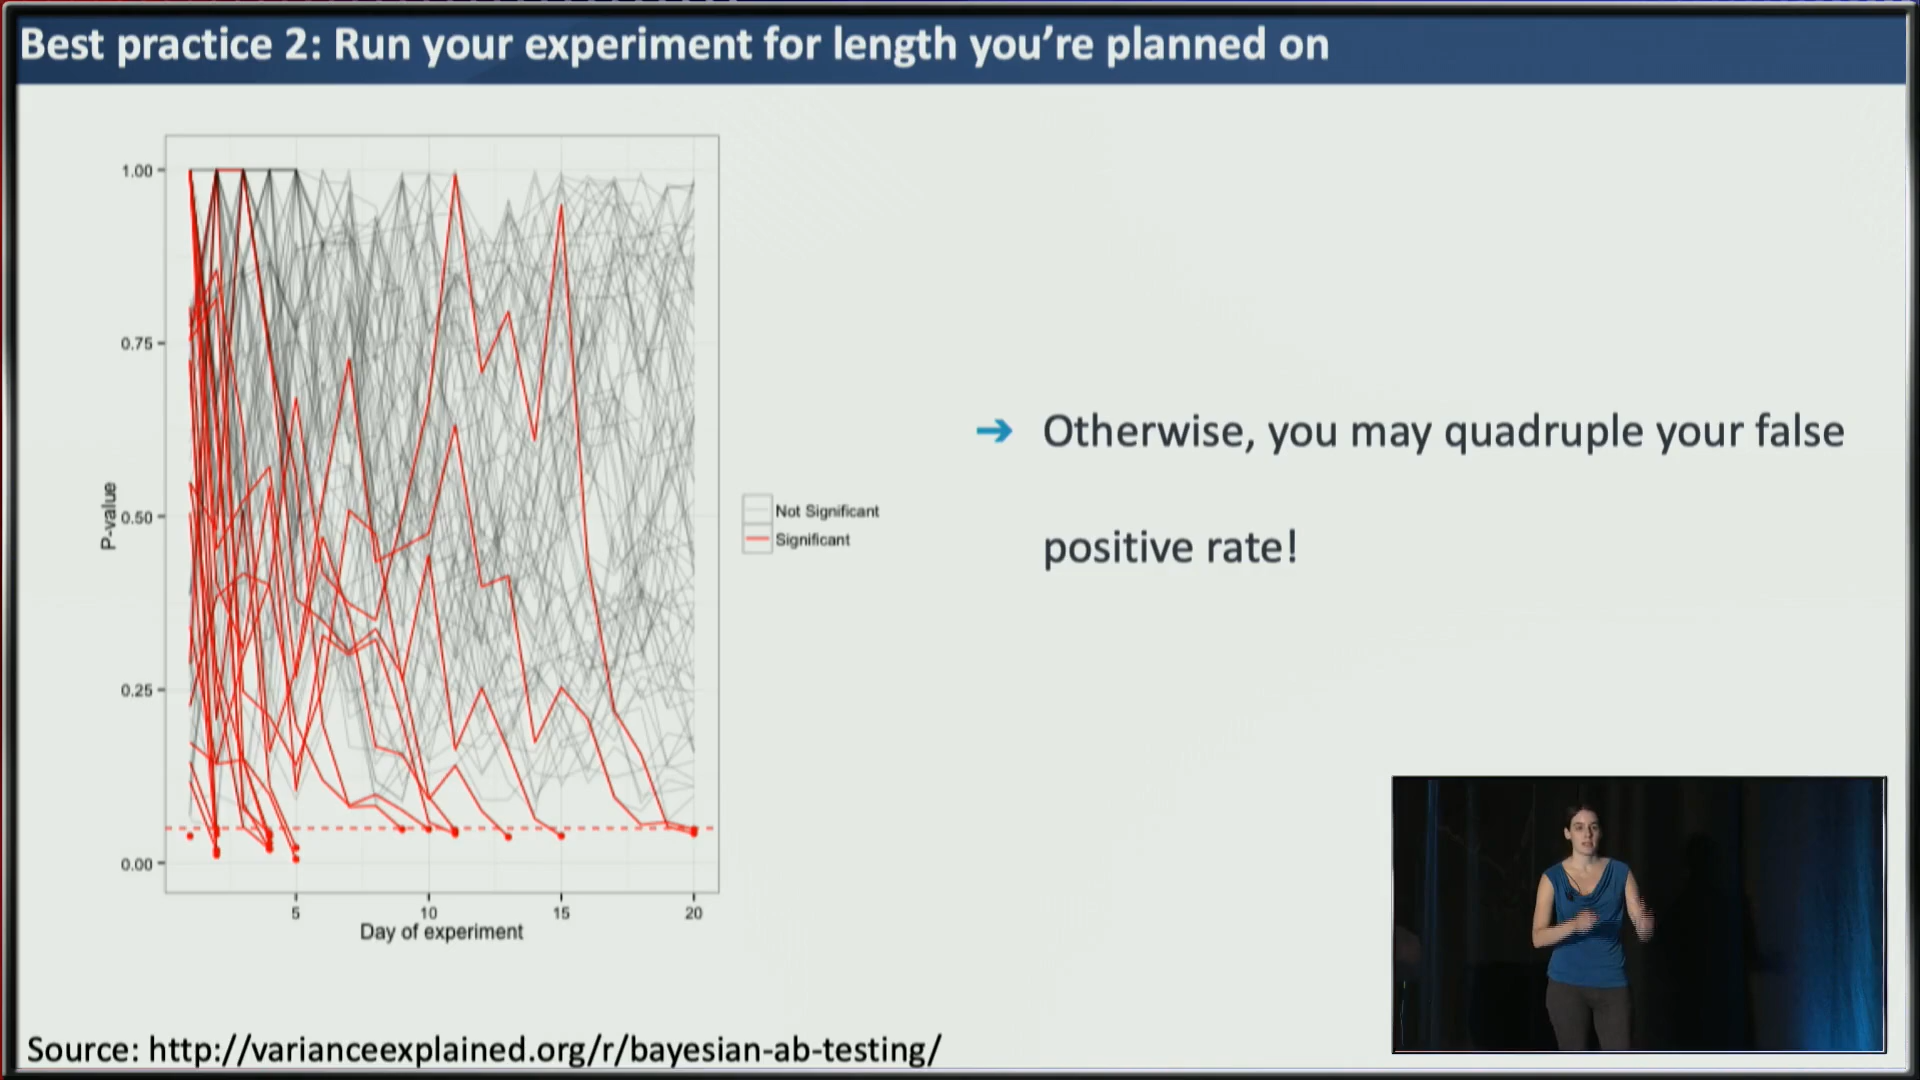 Best practice 2: Run your experiment for length you’re planned on
1.00
0.75
0.50
0.25
0.00
P-value
5
10
15
20
Day of experiment
Not Significant
Significant
➔ Otherwise, you may quadruple your false
positive rate!
Source: http://varianceexplained.org/r/bayesian-ab-testing/